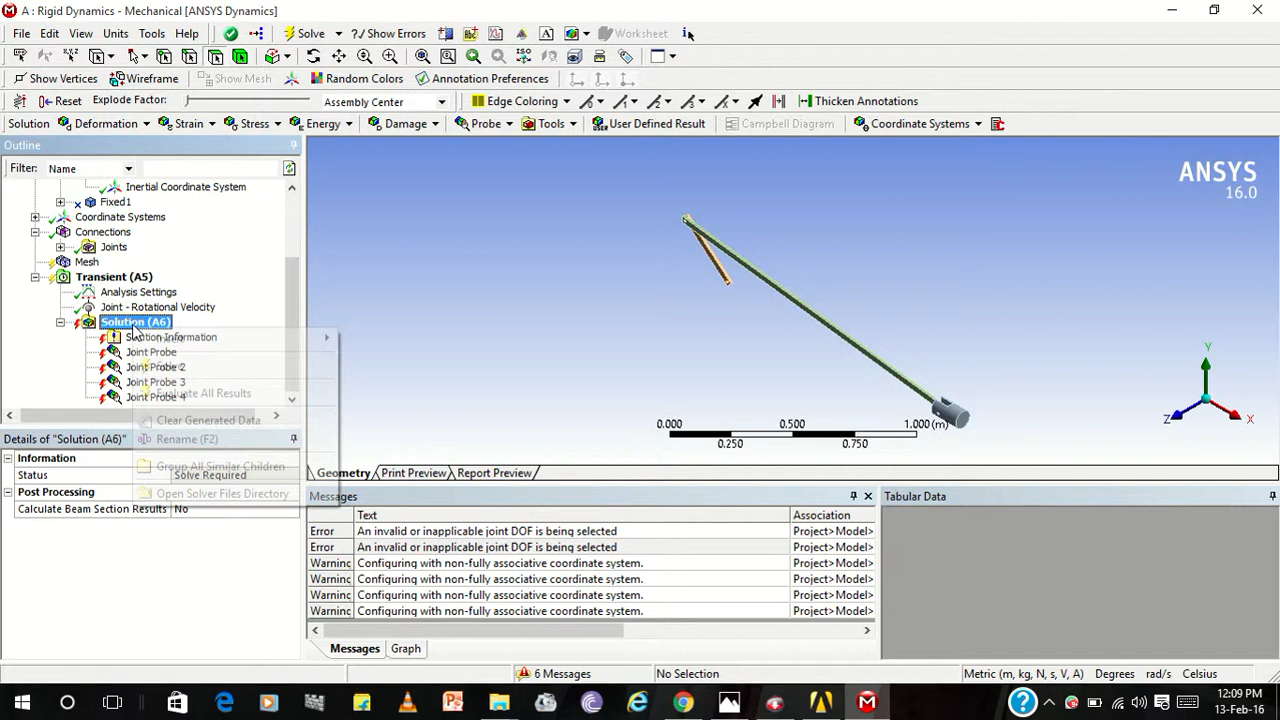 A : Rigid Dynamics - Mechanical [ANSYS Dynamics]
File Edit View Units Tools Help Solve Show Errors Worksheet
Show Vertices Wireframe Show Mesh Random Colors Annotation Preferences
Reset Explode Factor: Assembly Center Edge Coloring Thicken Annotations
Solution Deformation Strain Stress Energy Damage Probe Tools User Defined Result Campbell Diagram Coordinate Systems
Outline
Filter: Name
Inertial Coordinate System
Fixed1
Coordinate Systems
Connections
Joints
Mesh
Transient (A5)
Analysis Settings
Joint - Rotational Velocity
Solution (A6)
Solution Information
Joint Probe
Joint Probe 2
Joint Probe 3
Joint Probe 4
Evaluate All Results
Clear Generated Data
Rename (F2)
Group All Similar Children
Open Solver Files Directory
Details of "Solution (A6)"
Information
Status Solve Required
Post Processing
Calculate Beam Section Results No
ANSYS
16.0
Y
Z
X
0.000 0.500 1.000 (m)
0.250 0.750
Geometry Print Preview Report Preview
Messages
Text Association
Error An invalid or inapplicable joint DOF is being selected Project>Model>
Error An invalid or inapplicable joint DOF is being selected Project>Model>
Warninc Configuring with non-fully associative coordinate system. Project>Model>
Warninc Configuring with non-fully associative coordinate system. Project>Model>
Warninc Configuring with non-fully associative coordinate system. Project>Model>
Warninc Configuring with non-fully associative coordinate system. Project>Model>
Messages Graph
Tabular Data
6 Messages No Selection Metric (m, kg, N, s, V, A) Degrees rad/s Celsius
12:09 PM
13-Feb-16